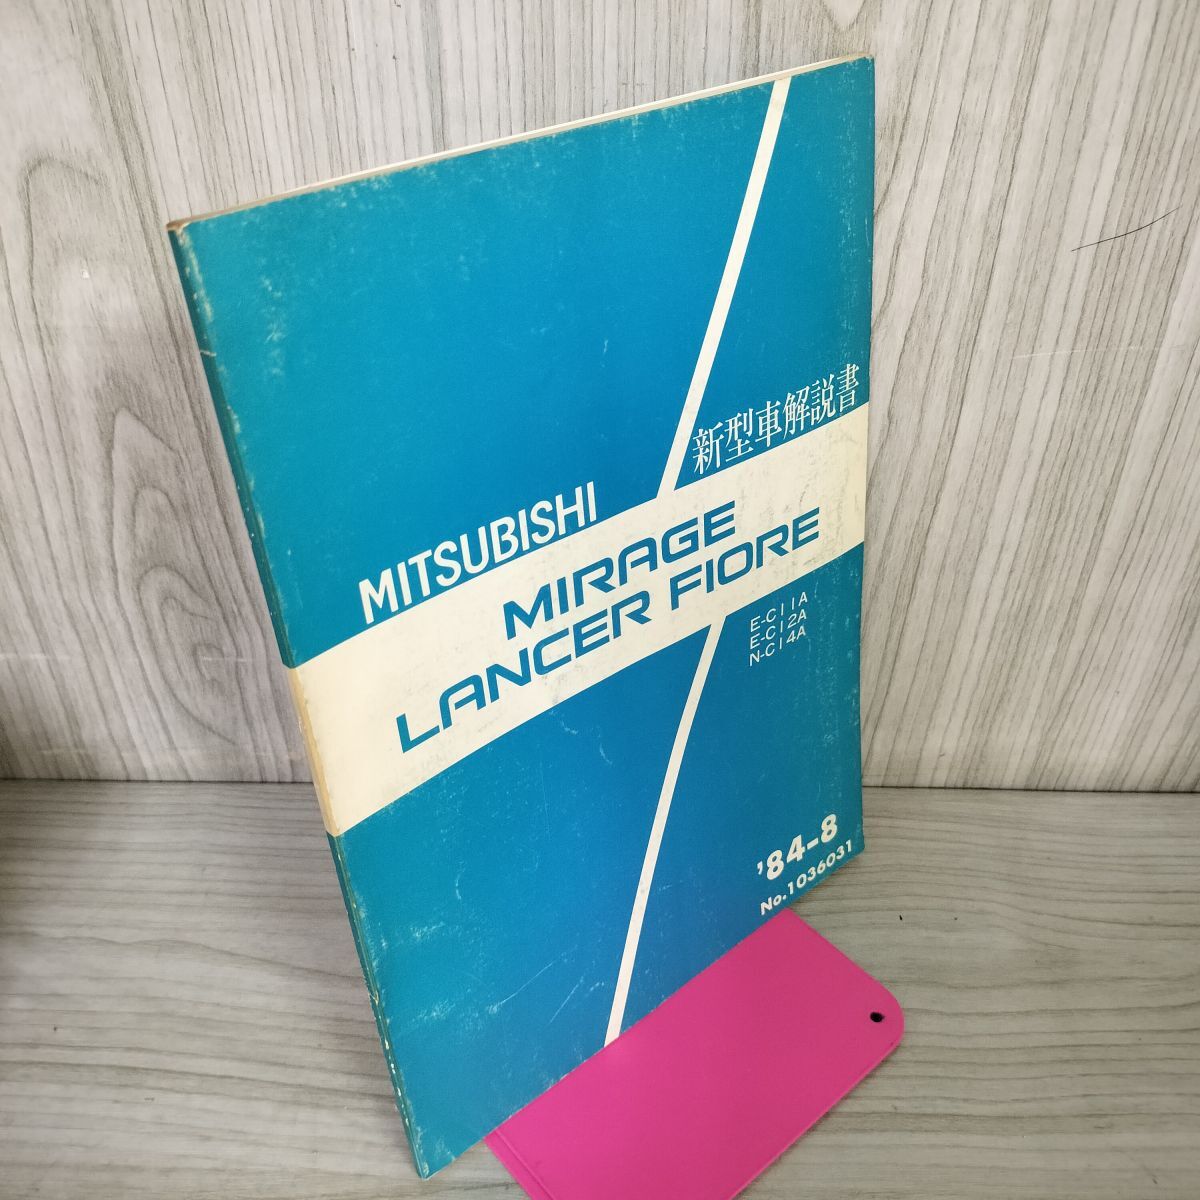 新型車解説書
MITSUBISHI
MIRAGE
LANCER FIORE
E-C11A
E-C12A
N-C14A
'84-8
No.1036031